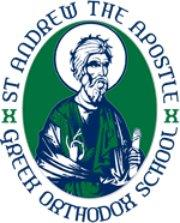 ST ANDREW THE APOSTLE
GREEK ORTHODOX SCHOOL